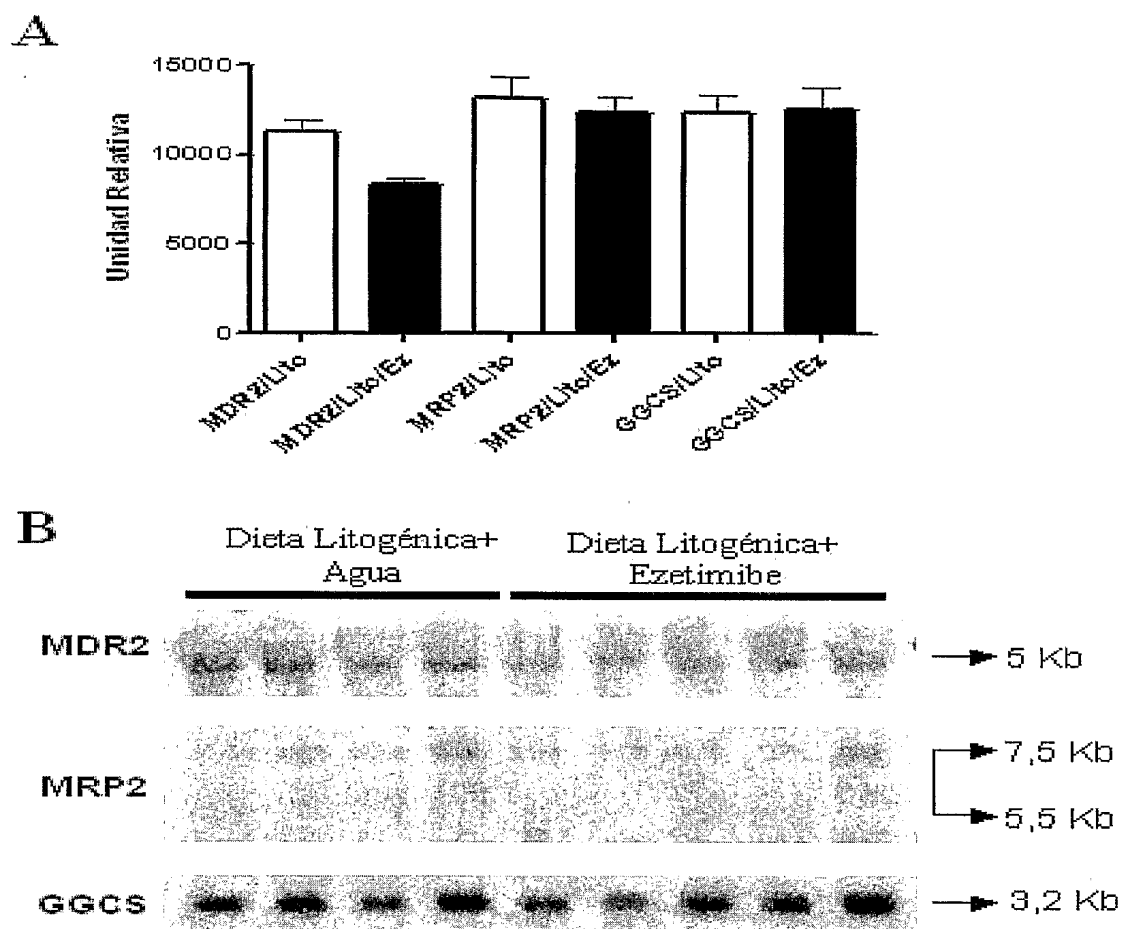 A
15000
10000
5000
0
Unidad Relativa
MDR2/Lito
MDR2/Lito/Ez
MRP2/Lito
MRP2/Lito/Ez
GGCS/Lito
GGCS/Lito/Ez
B
Dieta Litogénica+
Agua
Dieta Litogénica+
Ezetimibe
MDR2
5 Kb
MRP2
7,5 Kb
5,5 Kb
GGCS
3,2 Kb